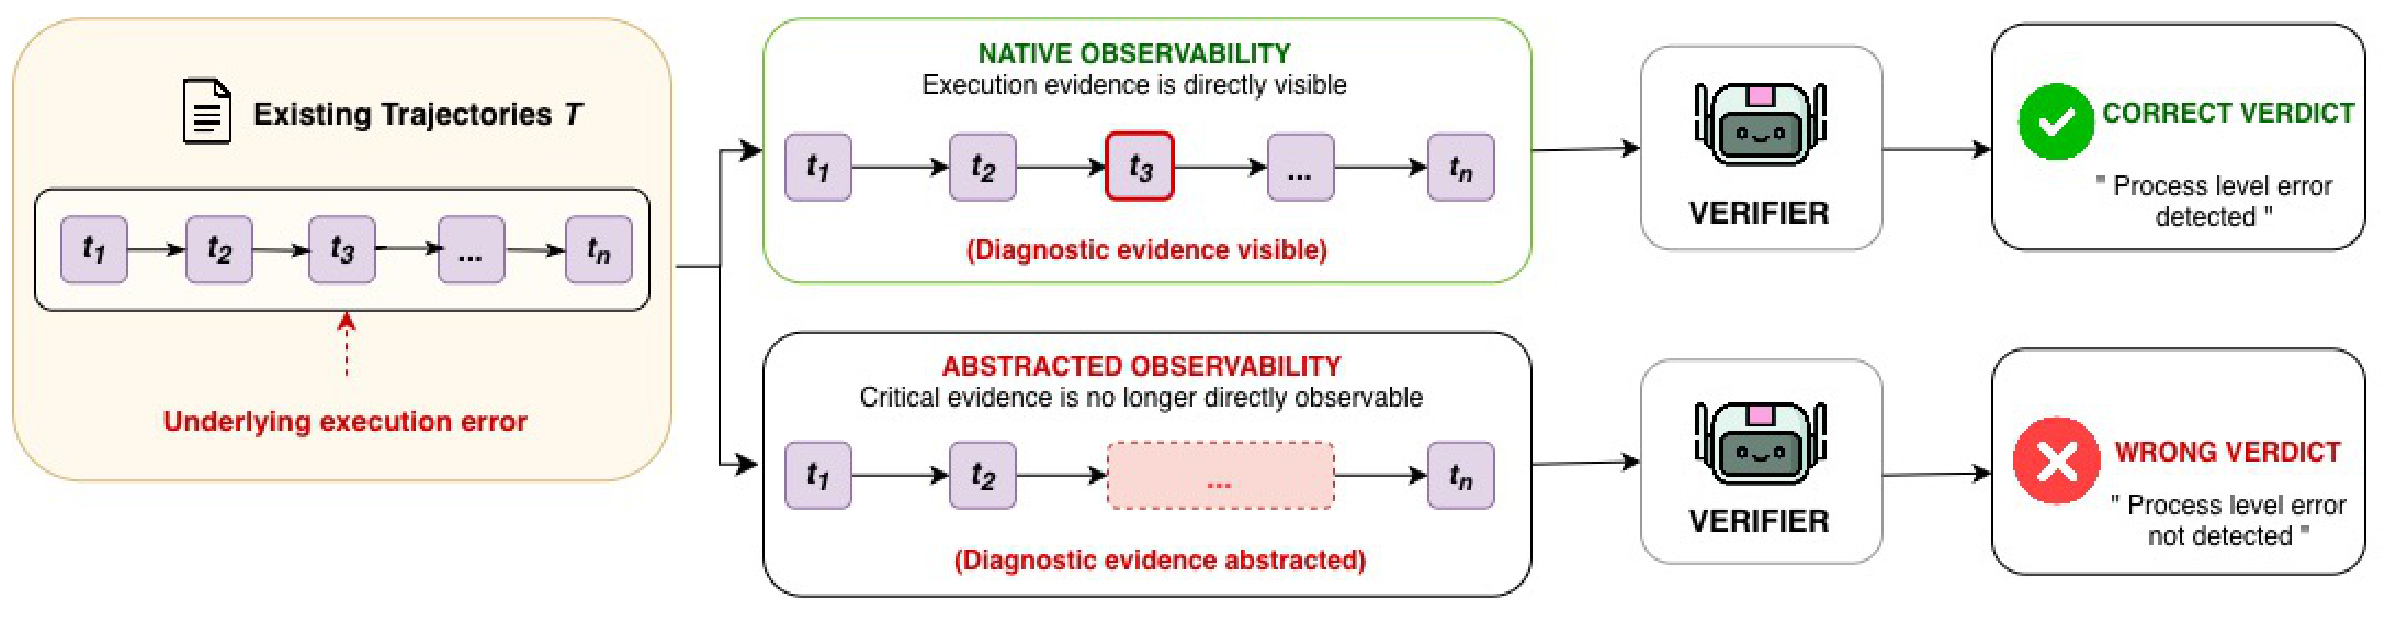 Existing Trajectories T
t1
t2
t3
...
tn
Underlying execution error
NATIVE OBSERVABILITY
Execution evidence is directly visible
t1
t2
t3
...
tn
(Diagnostic evidence visible)
VERIFIER
CORRECT VERDICT
" Process level error
detected "
ABSTRACTED OBSERVABILITY
Critical evidence is no longer directly observable
t1
t2
...
tn
(Diagnostic evidence abstracted)
VERIFIER
WRONG VERDICT
" Process level error
not detected "